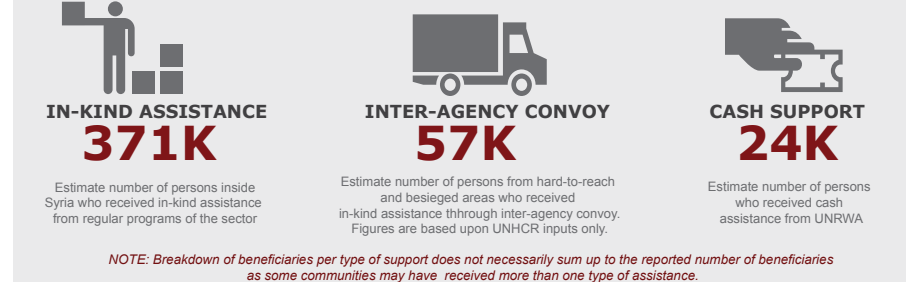 IN-KIND ASSISTANCE
371K
Estimate number of persons inside
Syria who received in-kind assistance
from regular programs of the sector
INTER-AGENCY CONVOY
57K
Estimate number of persons from hard-to-reach
and besieged areas who received
in-kind assistance thhrough inter-agency convoy.
Figures are based upon UNHCR inputs only.
CASH SUPPORT
24K
Estimate number of persons
who received cash
assistance from UNRWA
NOTE: Breakdown of beneficiaries per type of support does not necessarily sum up to the reported number of beneficiaries
as some communities may have received more than one type of assistance.